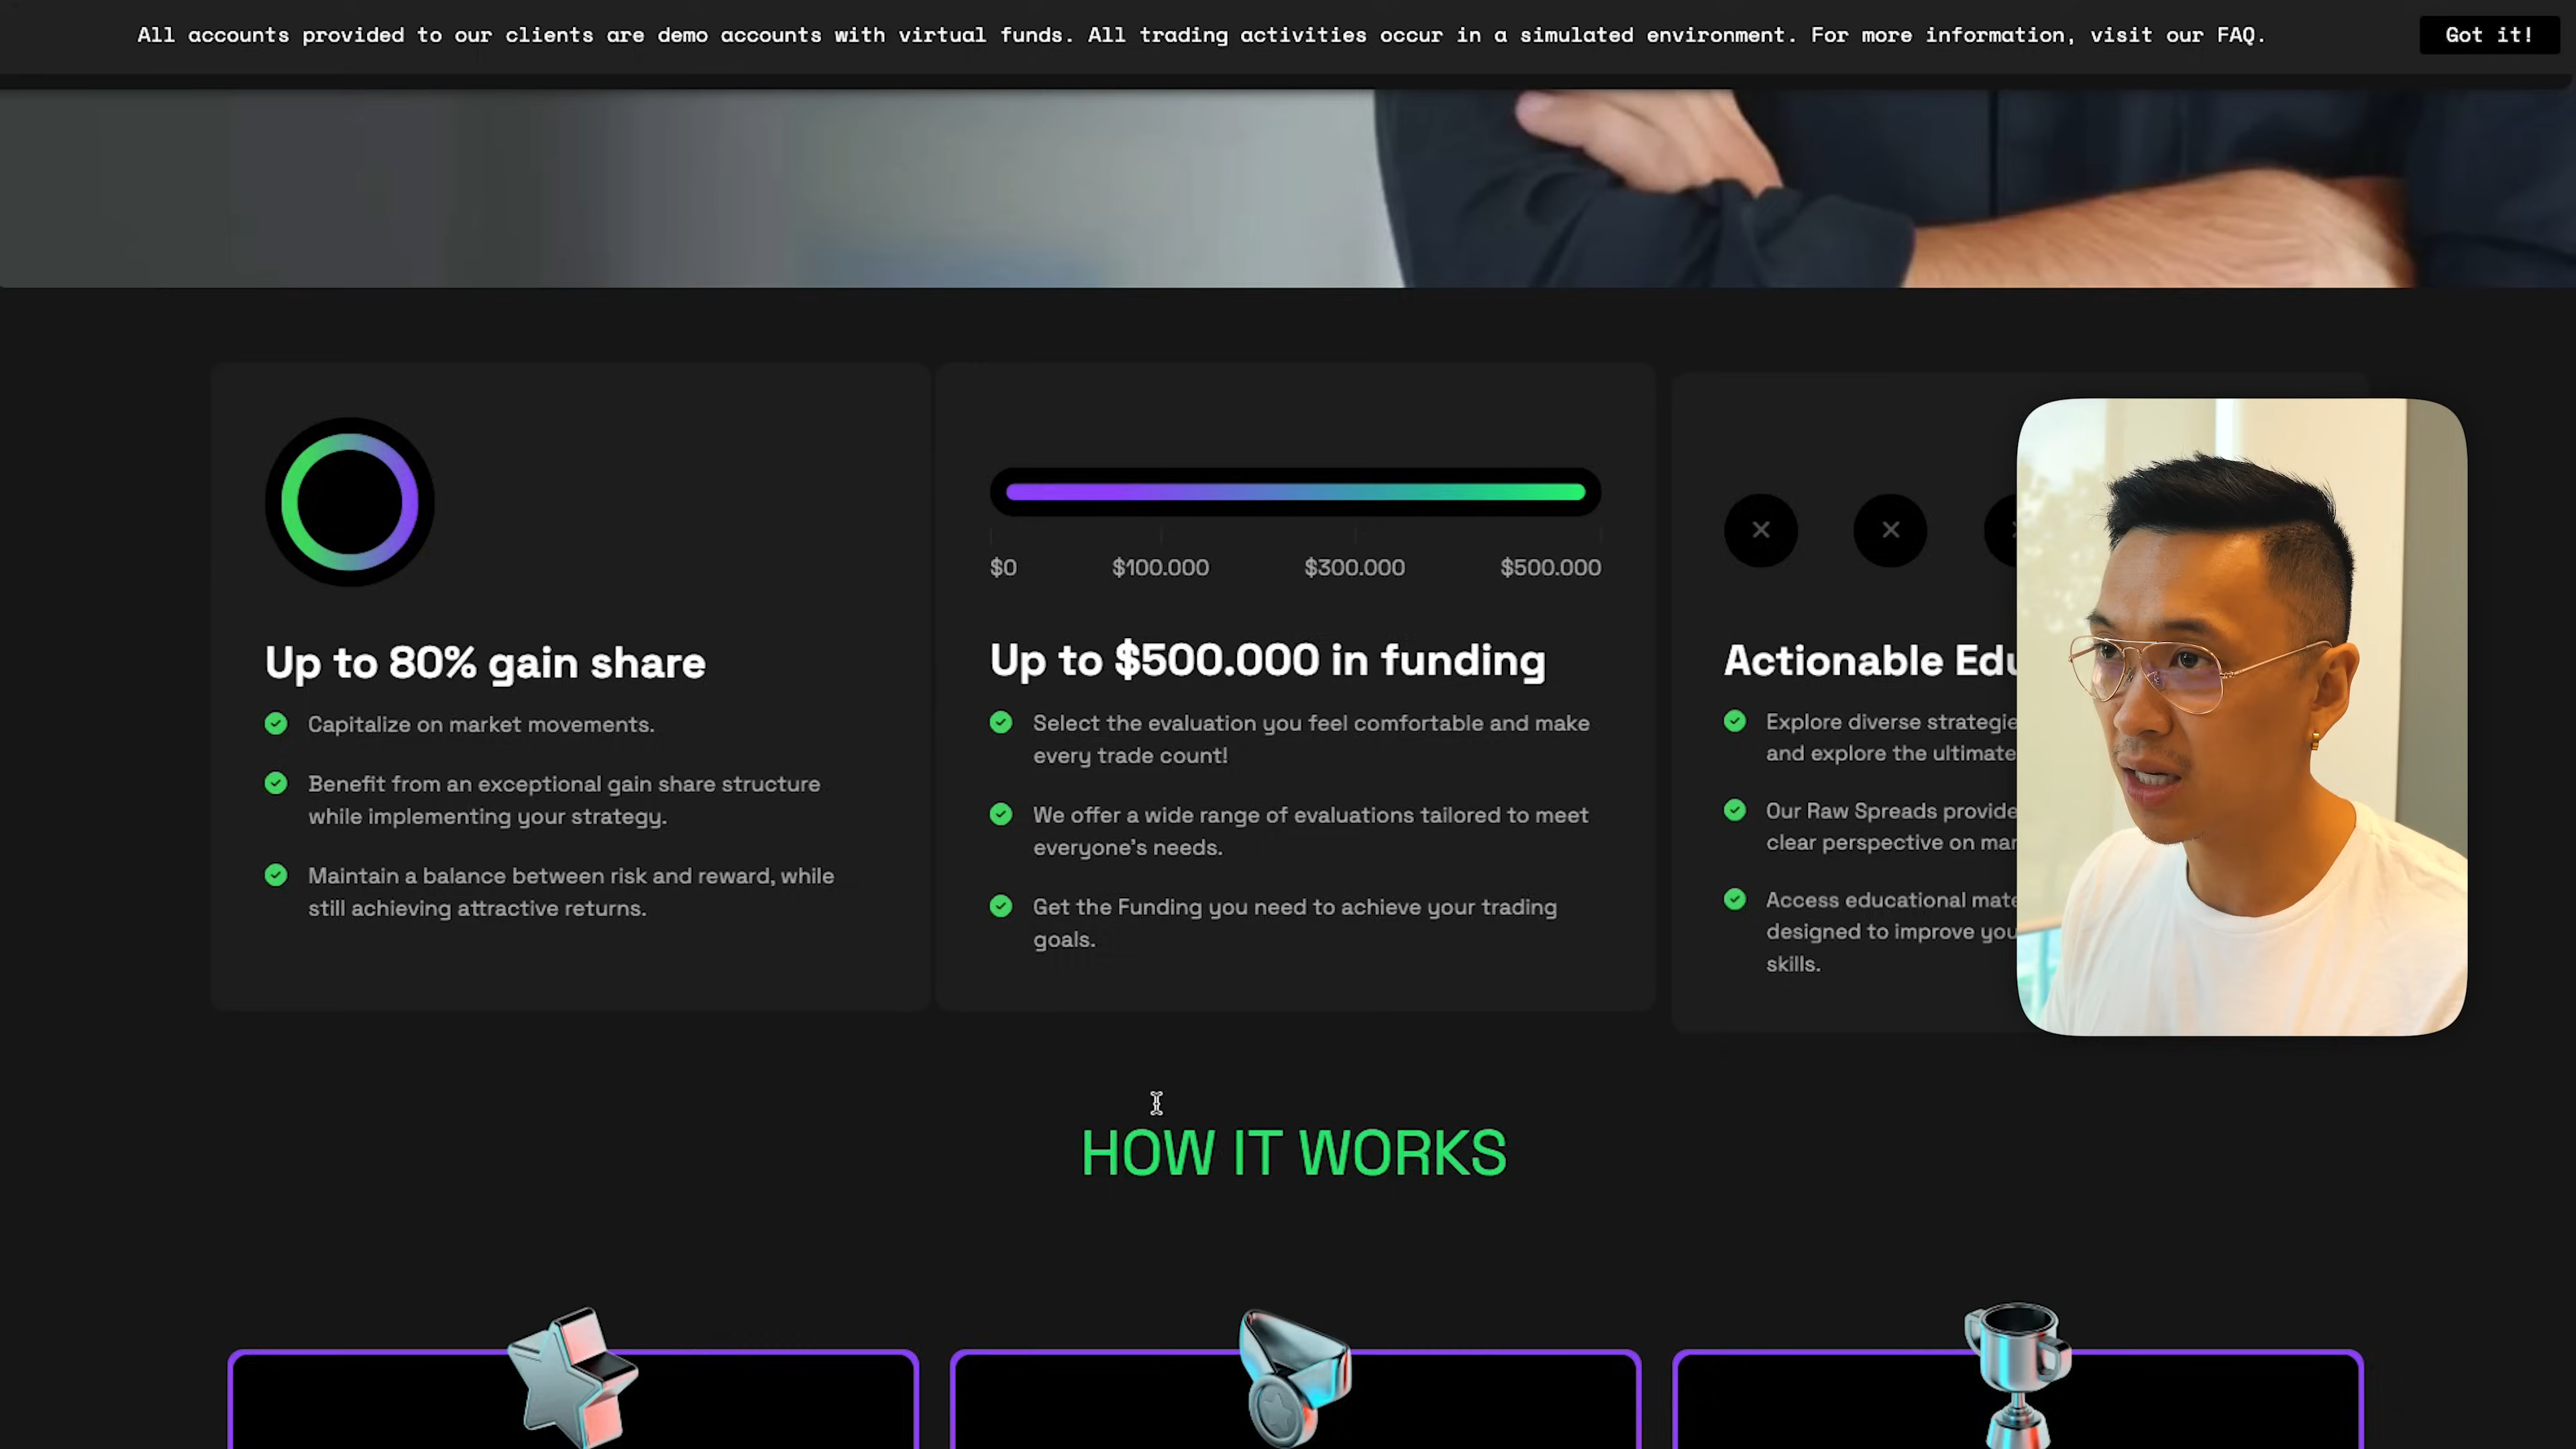 All accounts provided to our clients are demo accounts with virtual funds. All trading activities occur in a simulated environment. For more information, visit our FAQ.
Got it!
Up to 80% gain share
Capitalize on market movements.
Benefit from an exceptional gain share structure
while implementing your strategy.
Maintain a balance between risk and reward, while
still achieving attractive returns.
$0 $100.000 $300.000 $500.000
Up to $500.000 in funding
Select the evaluation you feel comfortable and make
every trade count!
We offer a wide range of evaluations tailored to meet
everyone's needs.
Get the Funding you need to achieve your trading
goals.
Actionable
Explore diverse
and explore the ultimate
Our Raw Spreads
clear perspective on
Access educational
designed to improve
skills.
HOW IT WORKS